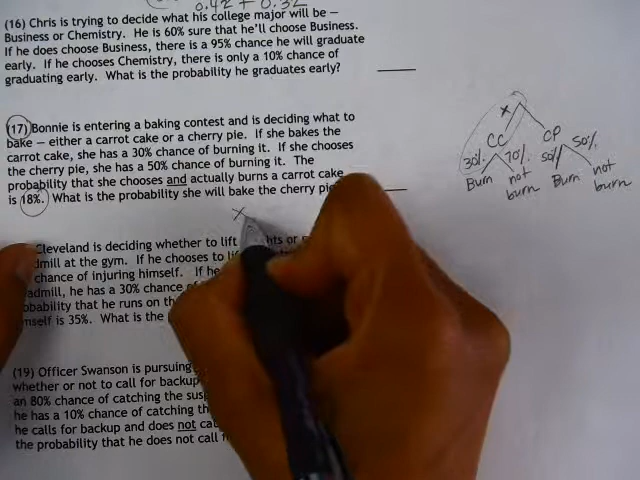 0.42 + 0.32
(16) Chris is trying to decide what his college major will be –
Business or Chemistry. He is 60% sure that he'll choose Business.
If he does choose Business, there is a 95% chance he will graduate
early. If he chooses Chemistry, there is only a 10% chance of
graduating early. What is the probability he graduates early?
(17) Bonnie is entering a baking contest and is deciding what to
bake – either a carrot cake or a cherry pie. If she bakes the
carrot cake, she has a 30% chance of burning it. If she chooses
the cherry pie, she has a 50% chance of burning it. The
probability that she chooses and actually burns a carrot cake
is 18%. What is the probability she will bake the cherry
x
CC CP
30% 70% 50% 50%
Burn not burn Burn not burn
x
Cleveland is deciding whether to lift
at the gym. If he chooses to
chance of injuring himself. If he
he has a 30% chance
that he runs on
is 35%. What is the
(19) Officer Swanson is pursuing
whether or not to call for backup
an 80% chance of catching the
he has a 10% chance of catching
he calls for backup and does not
the probability that he does not call